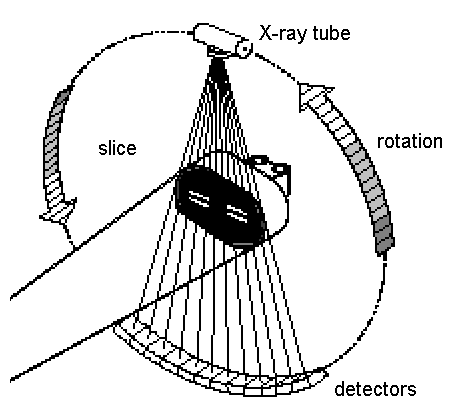 X-ray tube
rotation
slice
detectors